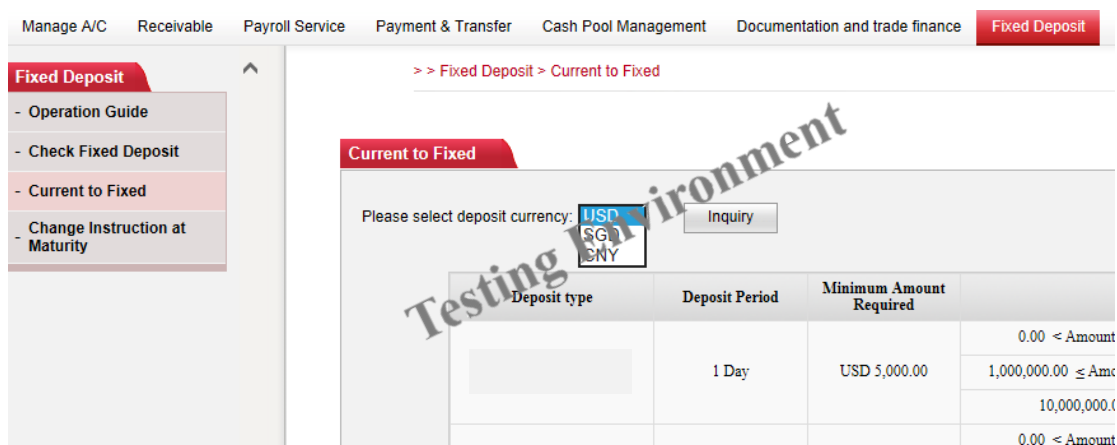 Manage A/C Receivable Payroll Service Payment & Transfer Cash Pool Management Documentation and trade finance Fixed Deposit
Fixed Deposit
- Operation Guide
- Check Fixed Deposit
- Current to Fixed
- Change Instruction at
Maturity
> > Fixed Deposit > Current to Fixed
Current to Fixed
Please select deposit currency: USD Inquiry
SGD
CNY
Testing Environment
Deposit type Deposit Period Minimum Amount
Required
1 Day USD 5,000.00
0.00 < Amount
1,000,000.00 ≤ Amo
10,000,000.0
0.00 < Amount